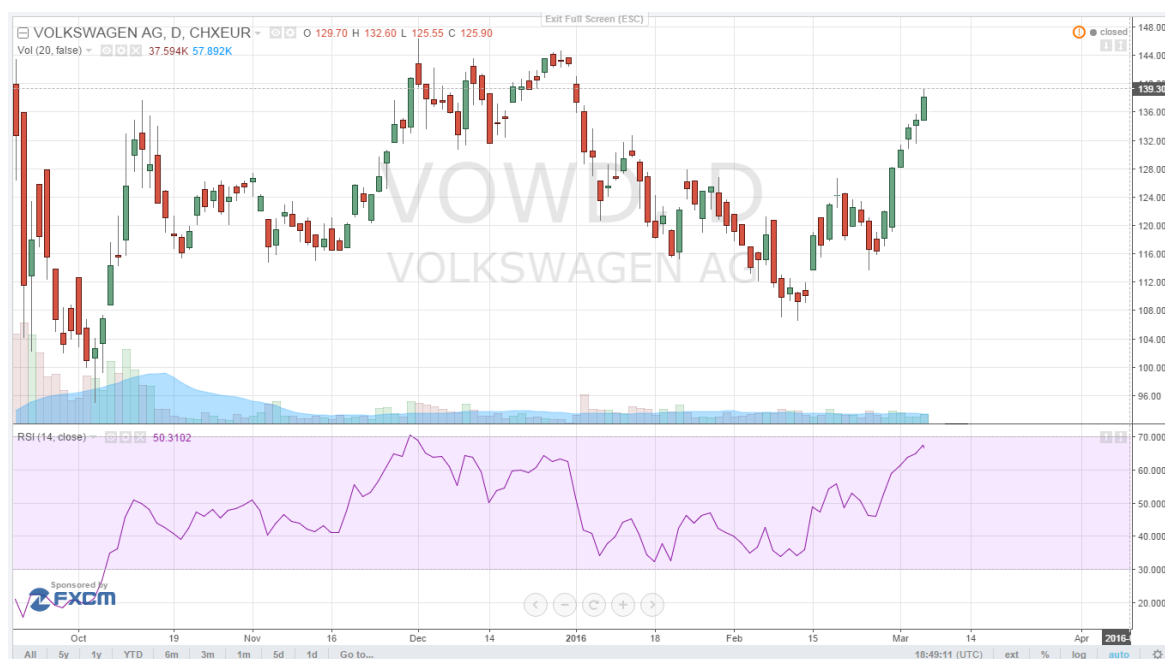 Exit Full Screen (ESC)
VOLKSWAGEN AG, D, CHXEUR O 129.70 H 132.60 L 125.55 C 125.90
closed
Vol (20, false) 37.594K 57.892K
148.00
144.00
139.30
136.00
132.00
128.00
124.00
120.00
116.00
112.00
108.00
104.00
100.00
96.00
VOLKSWAGEN AG
RSI (14, close) 50.3102
70.000
60.000
50.000
40.000
30.000
20.000
Sponsored by
FXCM
Oct 19 Nov 16 Dec 14 2016 18 Feb 15 Mar 14 Apr
All 5y 1y YTD 6m 3m 1m 5d 1d Go to... 18:49:11 (UTC) ext % log auto